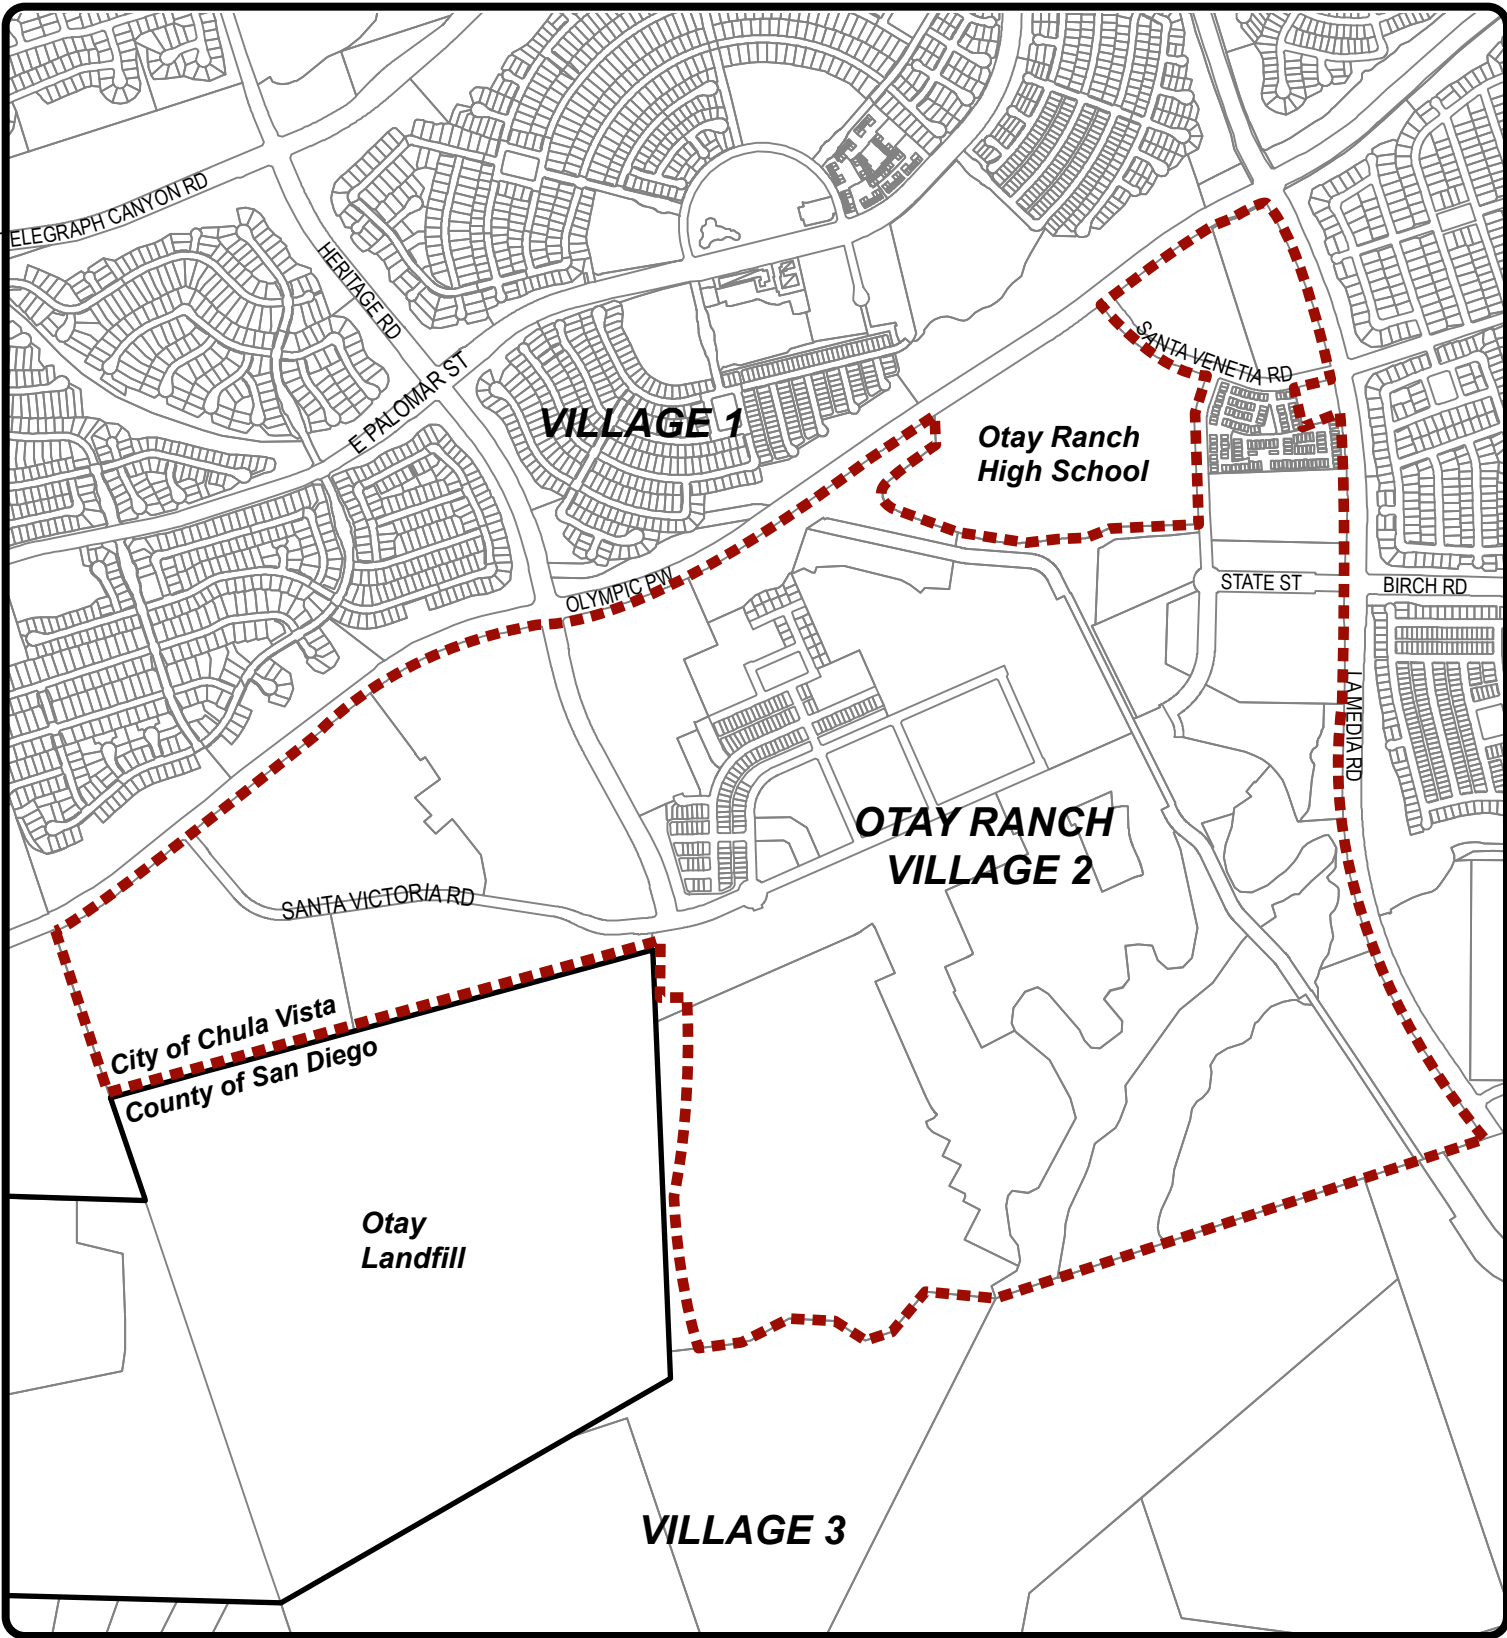 ELEGRAPH CANYON RD
HERITAGE RD
E PALOMAR ST
SANTA VENETIA RD
VILLAGE 1
Otay Ranch
High School
OLYMPIC PW
STATE ST
BIRCH RD
LA MEDIA RD
OTAY RANCH
VILLAGE 2
SANTA VICTORIA RD
City of Chula Vista
County of San Diego
Otay
Landfill
VILLAGE 3